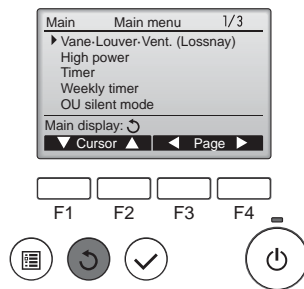 Main Main menu 1/3
Vane·Louver·Vent. (Lossnay)
High power
Timer
Weekly timer
OU silent mode
Main display:
Cursor Page
F1 F2 F3 F4